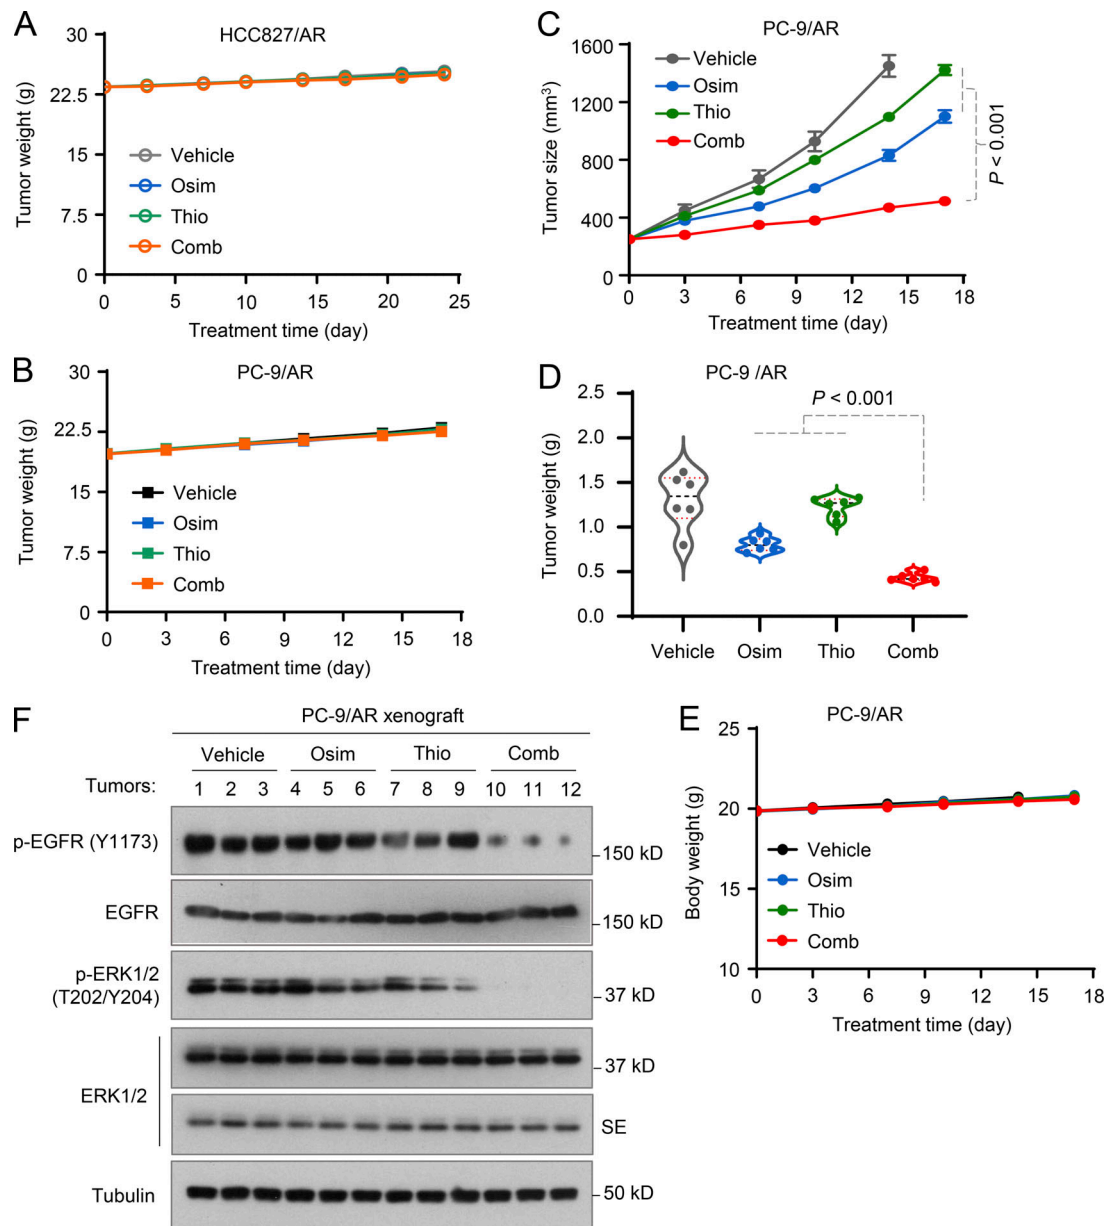 A
HCC827/AR
Tumor weight (g)
30
22.5
15
7.5
0
Vehicle
Osim
Thio
Comb
0 5 10 15 20 25
Treatment time (day)
B
PC-9/AR
Tumor weight (g)
30
22.5
15
7.5
0
Vehicle
Osim
Thio
Comb
0 3 6 9 12 15 18
Treatment time (day)
C
PC-9/AR
Tumor size (mm3)
1600
1200
800
400
0
Vehicle
Osim
Thio
Comb
P < 0.001
0 3 6 9 12 15 18
Treatment time (day)
D
PC-9 /AR
Tumor weight (g)
2.5
2.0
1.5
1.0
0.5
0.0
P < 0.001
Vehicle Osim Thio Comb
E
PC-9/AR
Body weight (g)
25
20
15
10
Vehicle
Osim
Thio
Comb
0 3 6 9 12 15 18
Treatment time (day)
F
PC-9/AR xenograft
Vehicle Osim Thio Comb
Tumors: 1 2 3 4 5 6 7 8 9 10 11 12
p-EGFR (Y1173)
150 kD
EGFR
150 kD
p-ERK1/2
(T202/Y204)
37 kD
ERK1/2
37 kD
SE
Tubulin
50 kD